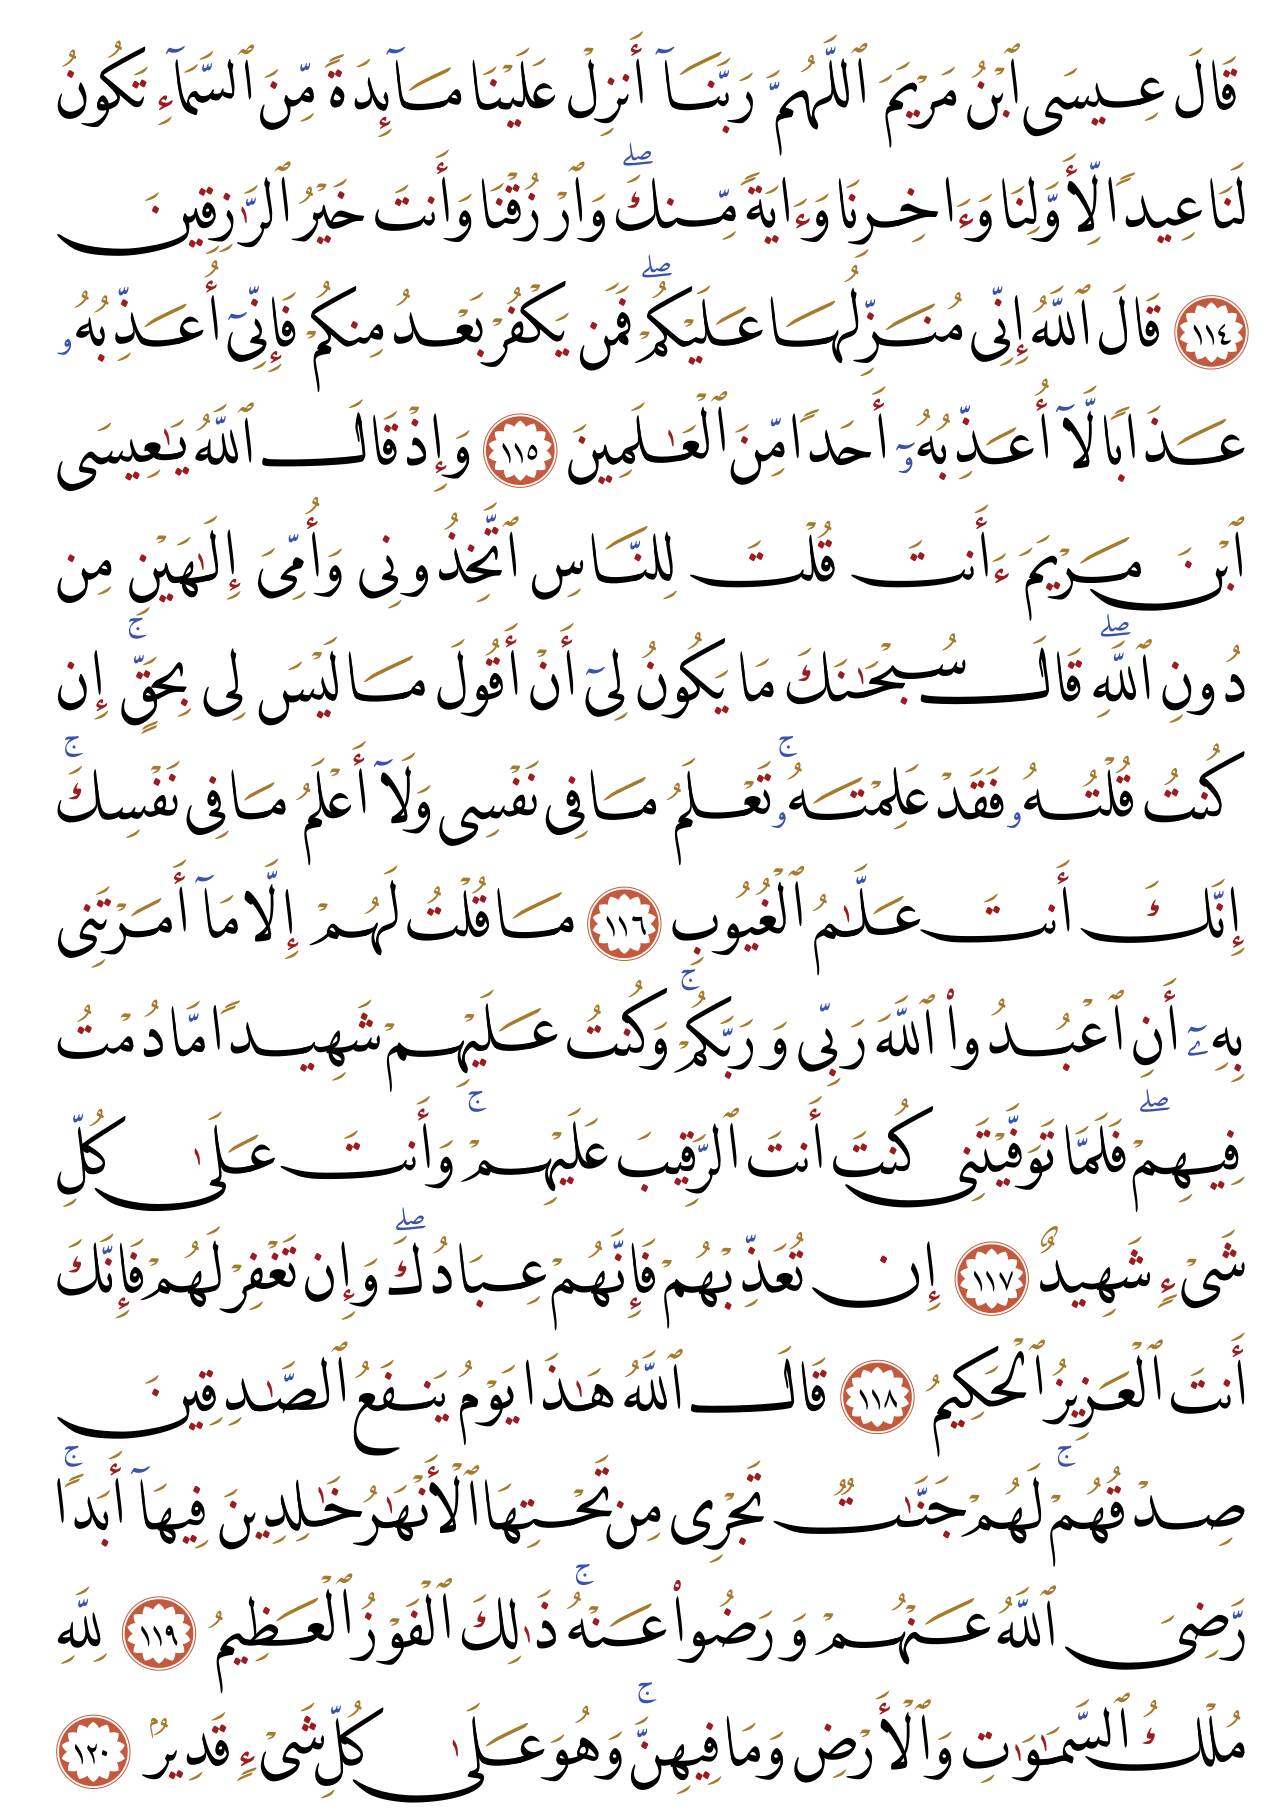 قَالَ عِيسَى ٱبْنُ مَرْيَمَ ٱللَّهُمَّ رَبَّنَآ أَنزِلْ عَلَيْنَا مَآئِدَةً مِّنَ ٱلسَّمَآءِ تَكُونُ
لَنَا عِيدًا لِّأَوَّلِنَا وَءَاخِرِنَا وَءَايَةً مِّنكَ ۖ وَٱرْزُقْنَا وَأَنتَ خَيْرُ ٱلرَّٰزِقِينَ
١١٤ قَالَ ٱللَّهُ إِنِّى مُنَزِّلُهَا عَلَيْكُمْ ۖ فَمَن يَكْفُرْ بَعْدُ مِنكُمْ فَإِنِّىٓ أُعَذِّبُهُۥ
عَذَابًا لَّآ أُعَذِّبُهُۥٓ أَحَدًا مِّنَ ٱلْعَٰلَمِينَ ١١٥ وَإِذْ قَالَ ٱللَّهُ يَٰعِيسَى
ٱبْنَ مَرْيَمَ ءَأَنتَ قُلْتَ لِلنَّاسِ ٱتَّخِذُونِى وَأُمِّىَ إِلَٰهَيْنِ مِن
دُونِ ٱللَّهِ ۖ قَالَ سُبْحَٰنَكَ مَا يَكُونُ لِىٓ أَنْ أَقُولَ مَا لَيْسَ لِى بِحَقٍّ ۚ إِن
كُنتُ قُلْتُهُۥ فَقَدْ عَلِمْتَهُۥ ۚ تَعْلَمُ مَا فِى نَفْسِى وَلَآ أَعْلَمُ مَا فِى نَفْسِكَ ۚ
إِنَّكَ أَنتَ عَلَّٰمُ ٱلْغُيُوبِ ١١٦ مَا قُلْتُ لَهُمْ إِلَّا مَآ أَمَرْتَنِى
بِهِۦٓ أَنِ ٱعْبُدُوا۟ ٱللَّهَ رَبِّى وَرَبَّكُمْ ۚ وَكُنتُ عَلَيْهِمْ شَهِيدًا مَّا دُمْتُ
فِيهِمْ ۖ فَلَمَّا تَوَفَّيْتَنِى كُنتَ أَنتَ ٱلرَّقِيبَ عَلَيْهِمْ ۚ وَأَنتَ عَلَىٰ كُلِّ
شَىْءٍ شَهِيدٌ ١١٧ إِن تُعَذِّبْهُمْ فَإِنَّهُمْ عِبَادُكَ ۖ وَإِن تَغْفِرْ لَهُمْ فَإِنَّكَ
أَنتَ ٱلْعَزِيزُ ٱلْحَكِيمُ ١١٨ قَالَ ٱللَّهُ هَٰذَا يَوْمُ يَنفَعُ ٱلصَّٰدِقِينَ
صِدْقُهُمْ ۚ لَهُمْ جَنَّٰتٌ تَجْرِى مِن تَحْتِهَا ٱلْأَنْهَٰرُ خَٰلِدِينَ فِيهَآ أَبَدًا ۚ
رَّضِىَ ٱللَّهُ عَنْهُمْ وَرَضُوا۟ عَنْهُ ۚ ذَٰلِكَ ٱلْفَوْزُ ٱلْعَظِيمُ ١١٩ لِلَّهِ
مُلْكُ ٱلسَّمَٰوَٰتِ وَٱلْأَرْضِ وَمَا فِيهِنَّ ۚ وَهُوَ عَلَىٰ كُلِّ شَىْءٍ قَدِيرٌۢ ١٢٠